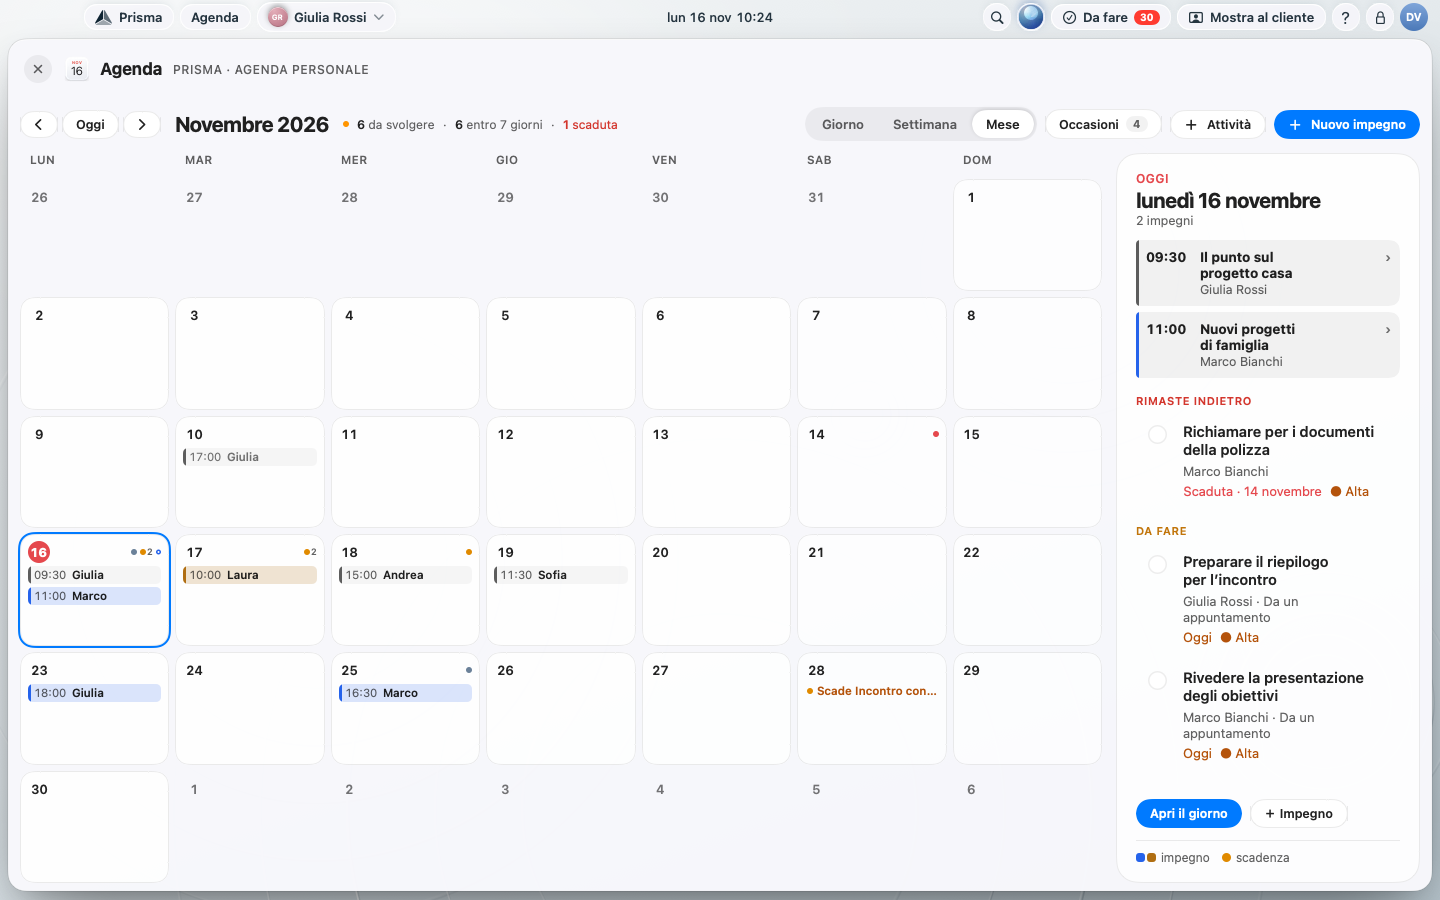 Prisma
Agenda
GR Giulia Rossi
lun 16 nov 10:24
Da fare 30
Mostra al cliente
?
DV
NOV
16
Agenda PRISMA · AGENDA PERSONALE
Oggi
Novembre 2026
6 da svolgere · 6 entro 7 giorni · 1 scaduta
Giorno Settimana Mese
Occasioni 4
+ Attività
+ Nuovo impegno
LUN MAR MER GIO VEN SAB DOM
26 27 28 29 30 31 1
2 3 4 5 6 7 8
9 10 11 12 13 14 15
17:00 Giulia
16 2 17 2 18 19 20 21 22
09:30 Giulia 10:00 Laura 15:00 Andrea 11:30 Sofia
11:00 Marco
23 24 25 26 27 28 29
18:00 Giulia 16:30 Marco Scade Incontro con...
30 1 2 3 4 5 6
OGGI
lunedì 16 novembre
2 impegni
09:30 Il punto sul
progetto casa
Giulia Rossi
11:00 Nuovi progetti
di famiglia
Marco Bianchi
RIMASTE INDIETRO
Richiamare per i documenti
della polizza
Marco Bianchi
Scaduta · 14 novembre Alta
DA FARE
Preparare il riepilogo
per l'incontro
Giulia Rossi · Da un
appuntamento
Oggi Alta
Rivedere la presentazione
degli obiettivi
Marco Bianchi · Da un
appuntamento
Oggi Alta
Apri il giorno
+ Impegno
impegno scadenza